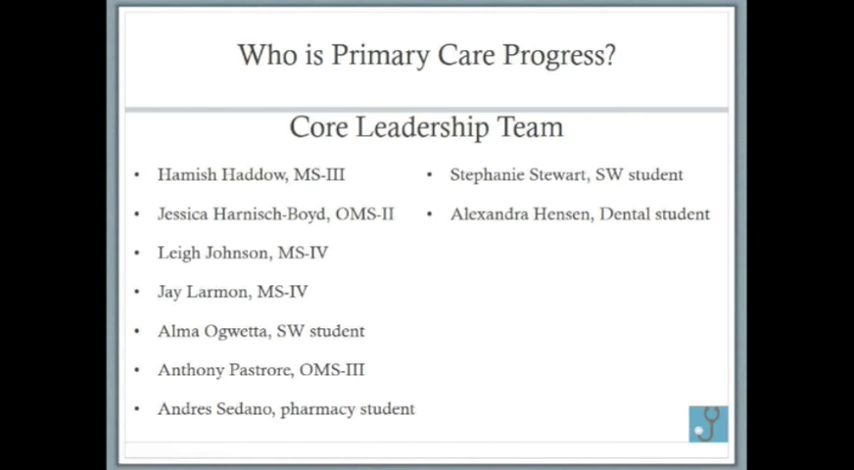 Who is Primary Care Progress?
Core Leadership Team
• Hamish Haddow, MS-III
• Jessica Harnisch-Boyd, OMS-II
• Leigh Johnson, MS-IV
• Jay Larmon, MS-IV
• Alma Ogwetta, SW student
• Anthony Pastrore, OMS-III
• Andres Sedano, pharmacy student
• Stephanie Stewart, SW student
• Alexandra Hensen, Dental student